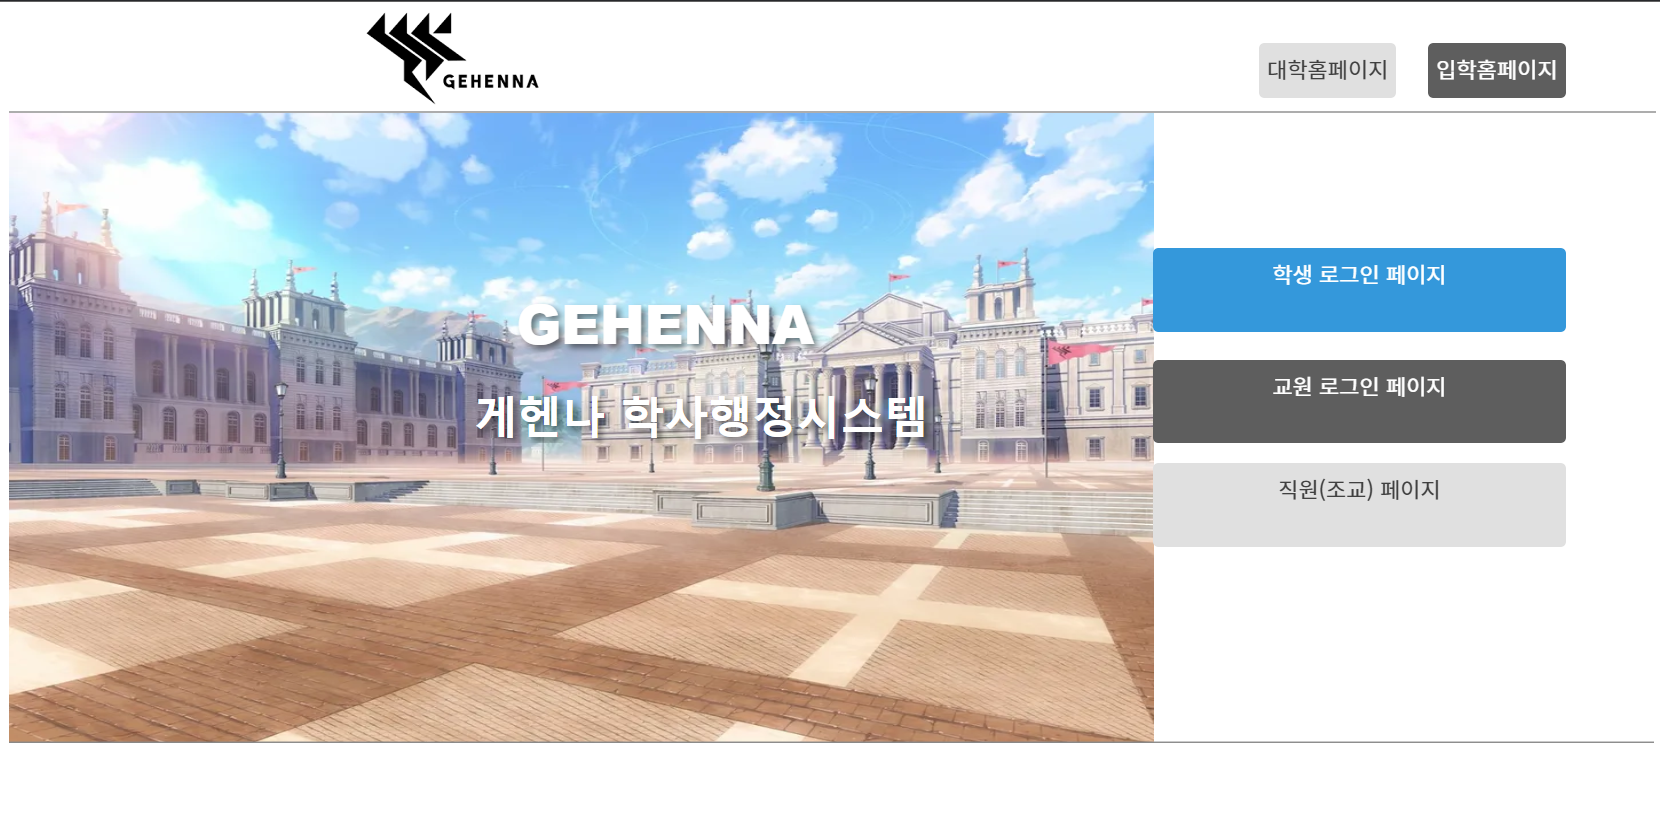 GEHENNA
대학홈페이지
입학홈페이지
GEHENNA
게헨나 학사행정시스템
학생 로그인 페이지
교원 로그인 페이지
직원(조교) 페이지